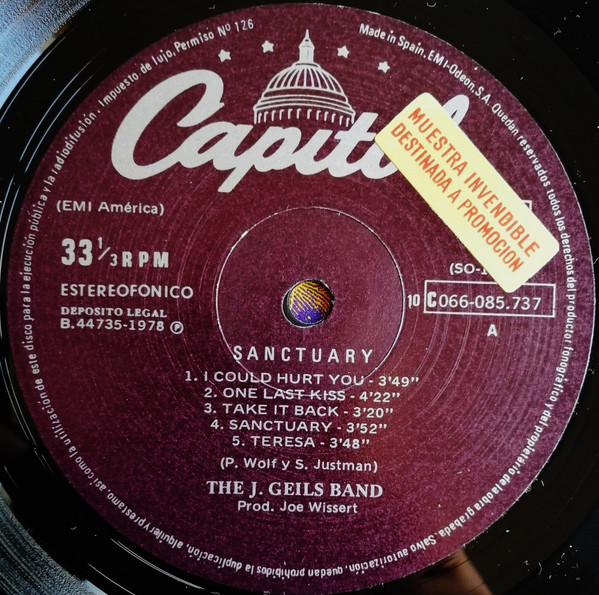 Impuesto de lujo. Permiso Nº 126
Made in Spain, EMI-Odeon, S.A. Quedan reservados todos los derechos del productor fonográfico y del propietario de la obra grabada. Salvo autorización, quedan prohibidos la duplicación, alquiler y préstamo, así como la utilización de este disco para la ejecución pública y la radiodifusión.
Capitol
MUESTRA INVENDIBLE
DESTINADA A PROMOCION
(EMI América)
33 1/3 RPM
ESTEREOFONICO
DEPOSITO LEGAL
B. 44735-1978 Ⓟ
(SO-1
10 C066-085.737
A
SANCTUARY
1. I COULD HURT YOU - 3'49"
2. ONE LAST KISS - 4'22"
3. TAKE IT BACK - 3'20"
4. SANCTUARY - 3'52"
5. TERESA - 3'48"
(P. Wolf y S. Justman)
THE J. GEILS BAND
Prod. Joe Wissert